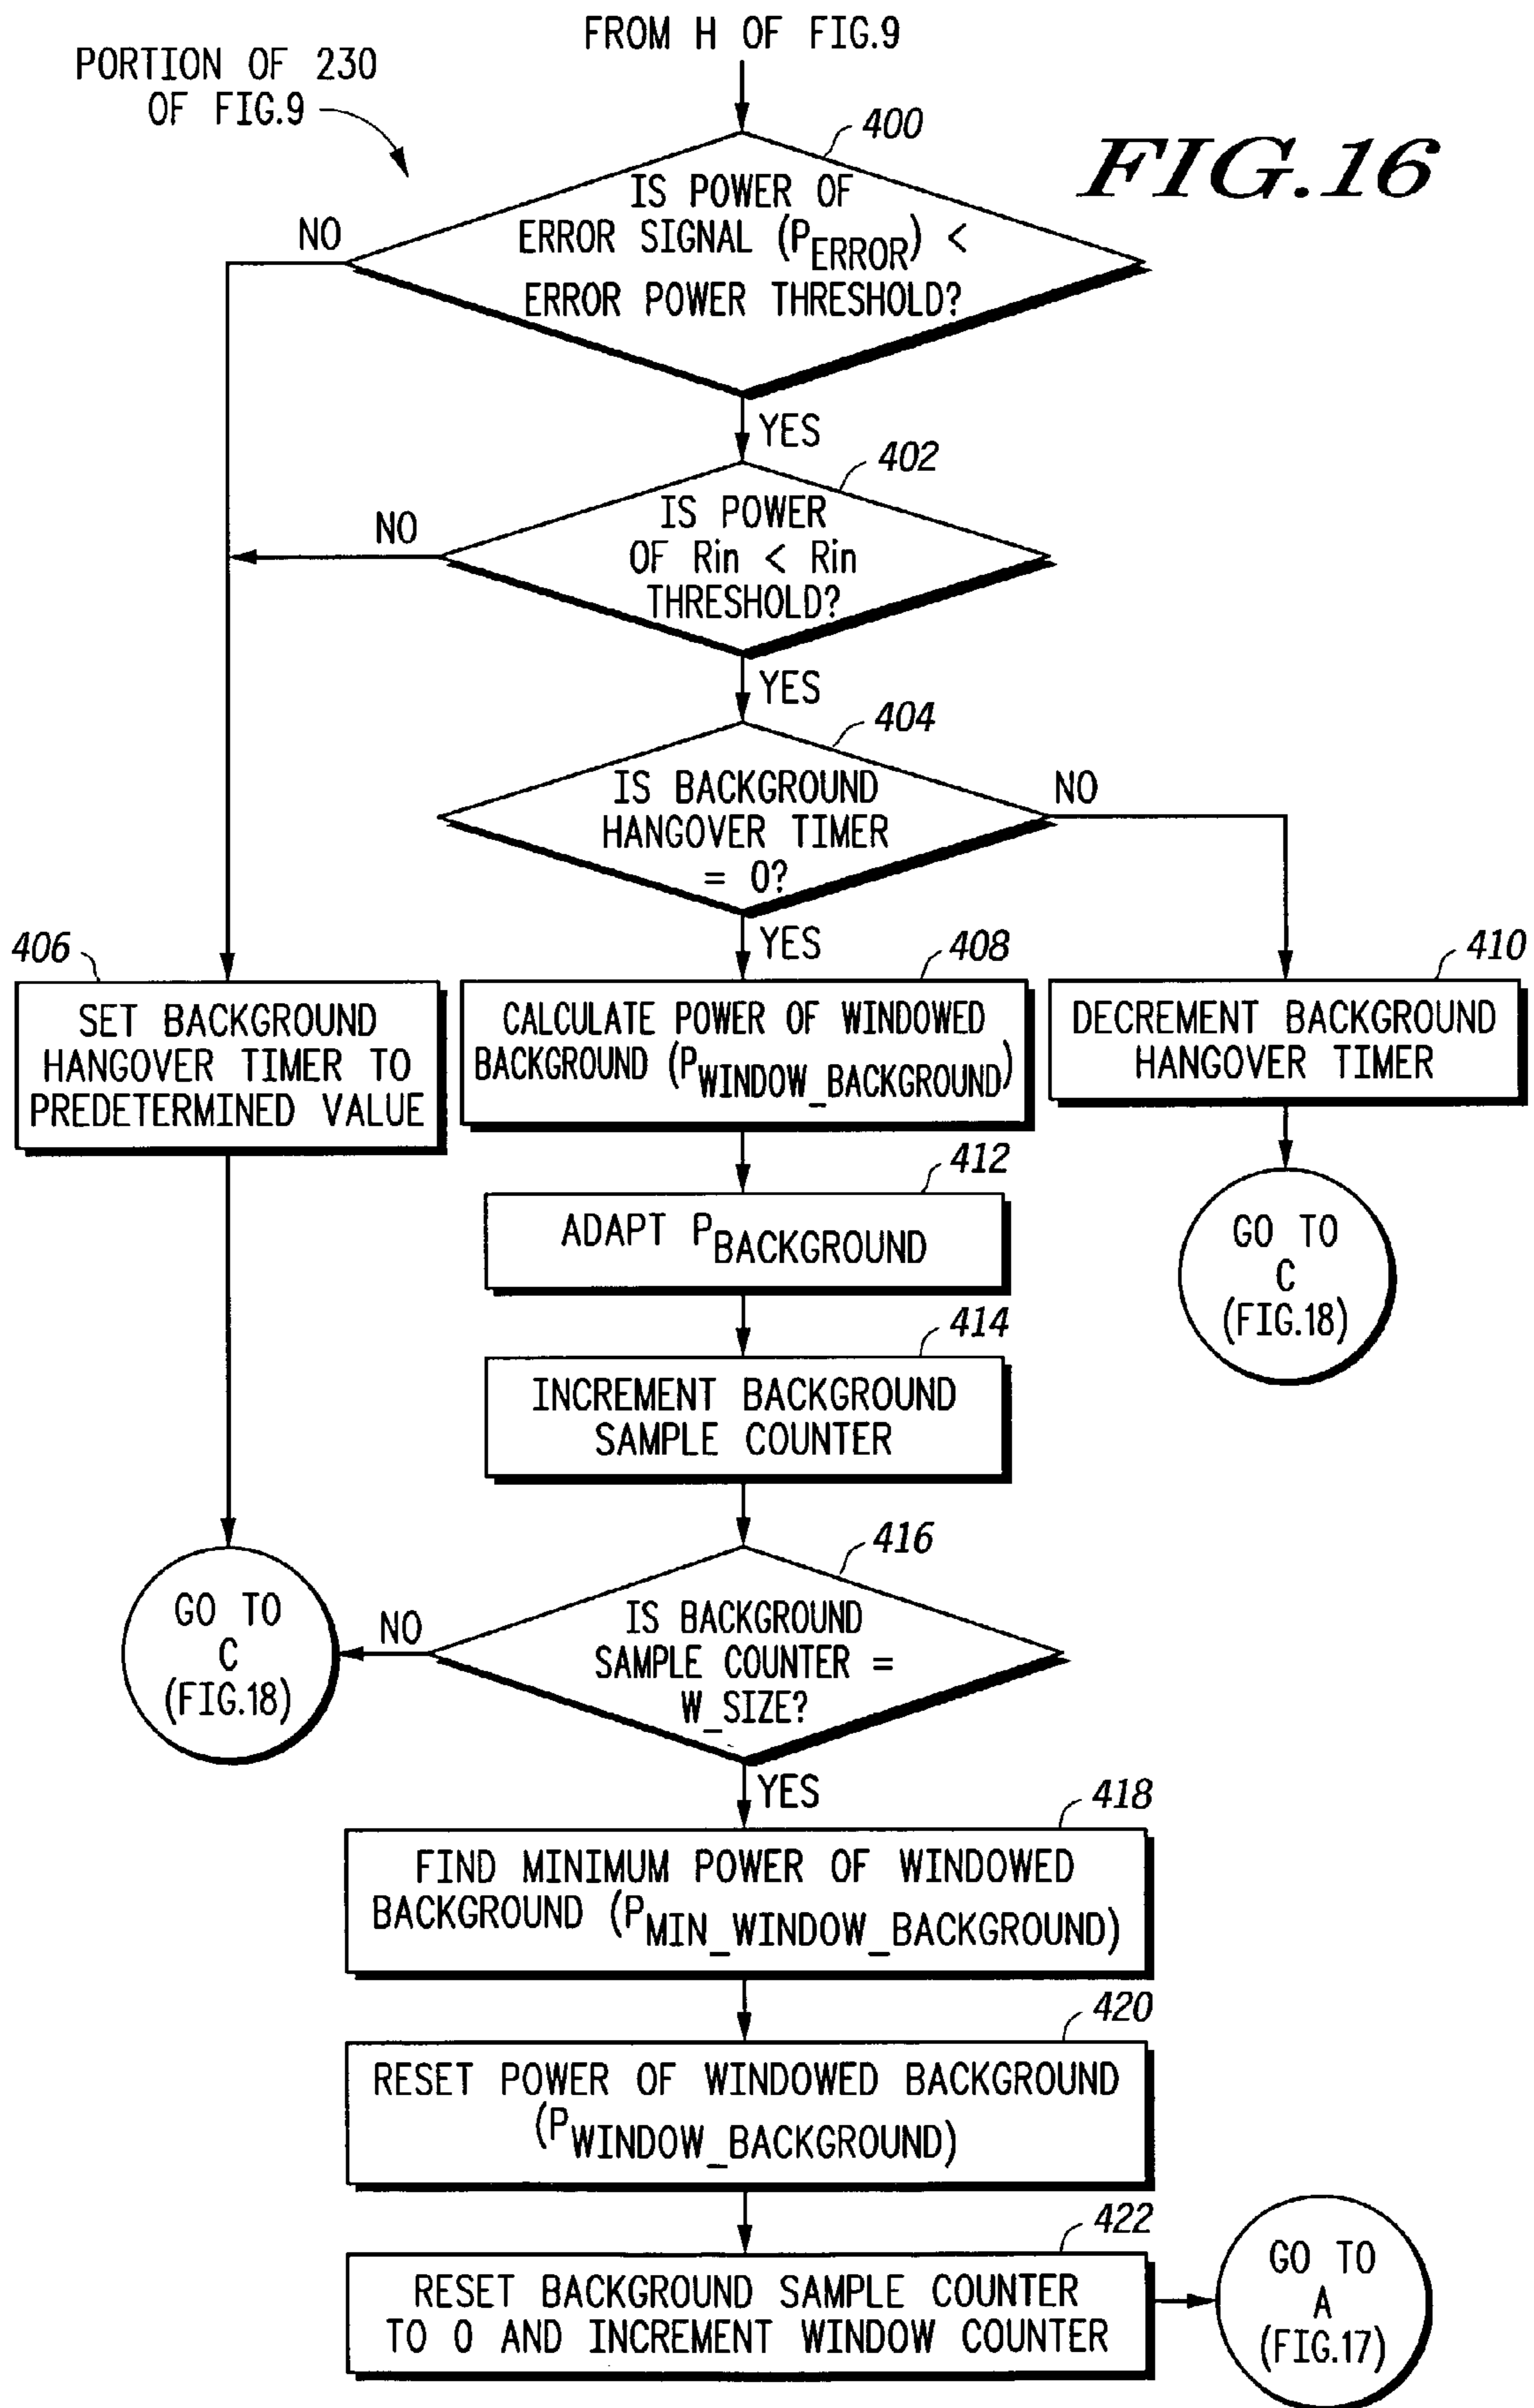 FROM H OF FIG.9
PORTION OF 230
OF FIG.9
FIG.16
400
IS POWER OF
ERROR SIGNAL (PERROR) <
ERROR POWER THRESHOLD?
NO
YES
402
IS POWER
OF Rin < Rin
THRESHOLD?
NO
YES
404
IS BACKGROUND
HANGOVER TIMER
= 0?
NO
YES
406
SET BACKGROUND
HANGOVER TIMER TO
PREDETERMINED VALUE
408
CALCULATE POWER OF WINDOWED
BACKGROUND (PWINDOW_BACKGROUND)
410
DECREMENT BACKGROUND
HANGOVER TIMER
412
ADAPT PBACKGROUND
GO TO
C
(FIG.18)
414
INCREMENT BACKGROUND
SAMPLE COUNTER
416
IS BACKGROUND
SAMPLE COUNTER =
W_SIZE?
NO
GO TO
C
(FIG.18)
YES
418
FIND MINIMUM POWER OF WINDOWED
BACKGROUND (PMIN_WINDOW_BACKGROUND)
420
RESET POWER OF WINDOWED BACKGROUND
(PWINDOW_BACKGROUND)
422
RESET BACKGROUND SAMPLE COUNTER
TO 0 AND INCREMENT WINDOW COUNTER
GO TO
A
(FIG.17)